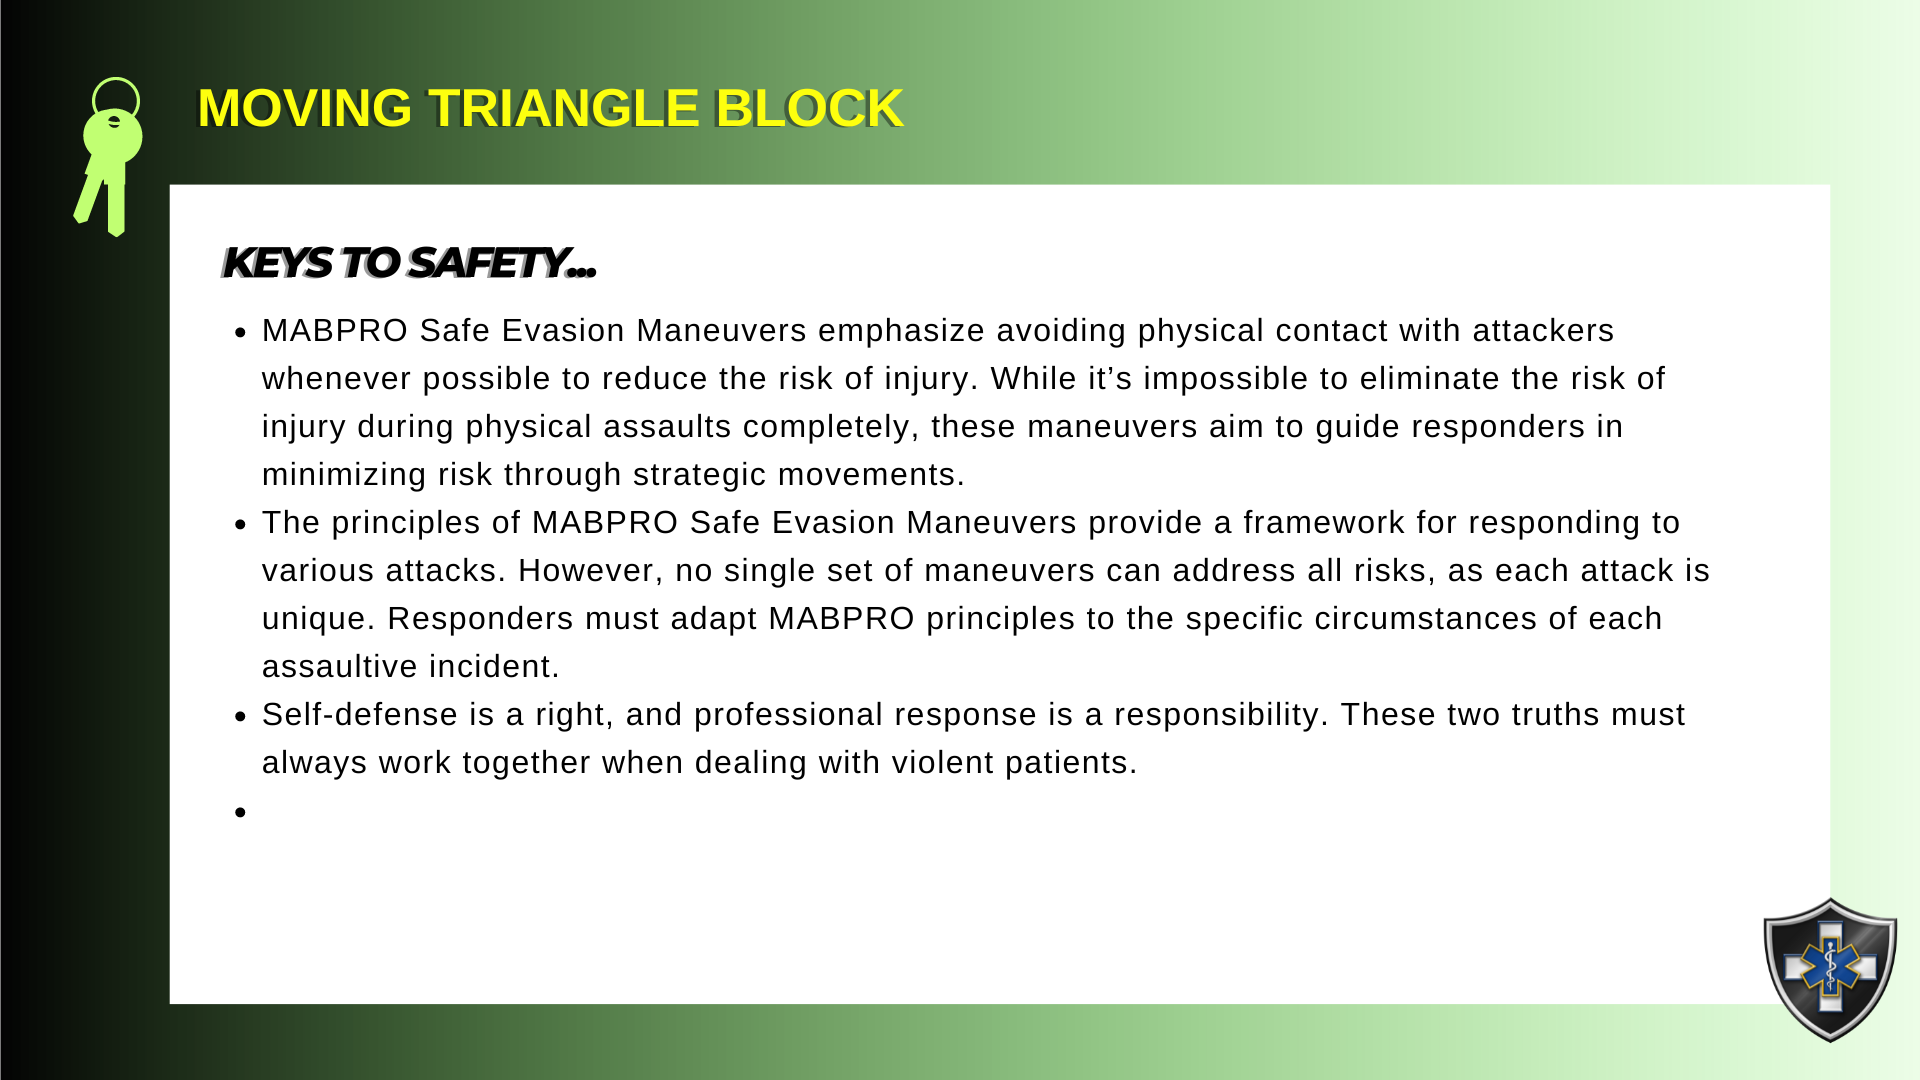 MOVING TRIANGLE BLOCK
KEYS TO SAFETY...
• MABPRO Safe Evasion Maneuvers emphasize avoiding physical contact with attackers
whenever possible to reduce the risk of injury. While it’s impossible to eliminate the risk of
injury during physical assaults completely, these maneuvers aim to guide responders in
minimizing risk through strategic movements.
• The principles of MABPRO Safe Evasion Maneuvers provide a framework for responding to
various attacks. However, no single set of maneuvers can address all risks, as each attack is
unique. Responders must adapt MABPRO principles to the specific circumstances of each
assaultive incident.
• Self-defense is a right, and professional response is a responsibility. These two truths must
always work together when dealing with violent patients.
•